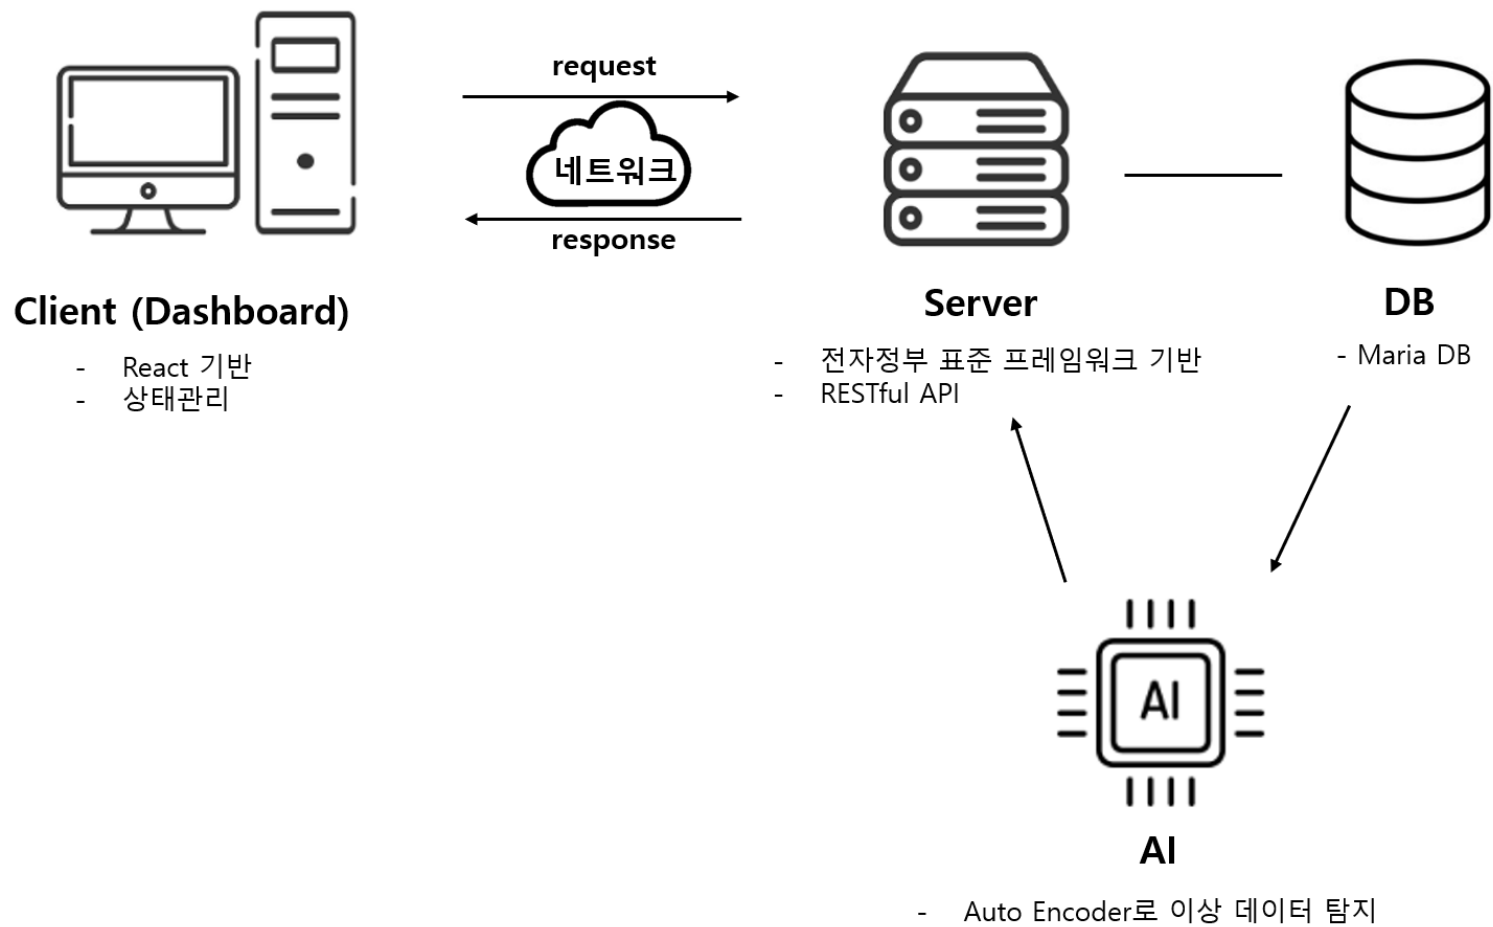 request
네트워크
response
Client (Dashboard)
- React 기반
- 상태관리
Server
- 전자정부 표준 프레임워크 기반
- RESTful API
DB
- Maria DB
AI
AI
- Auto Encoder로 이상 데이터 탐지